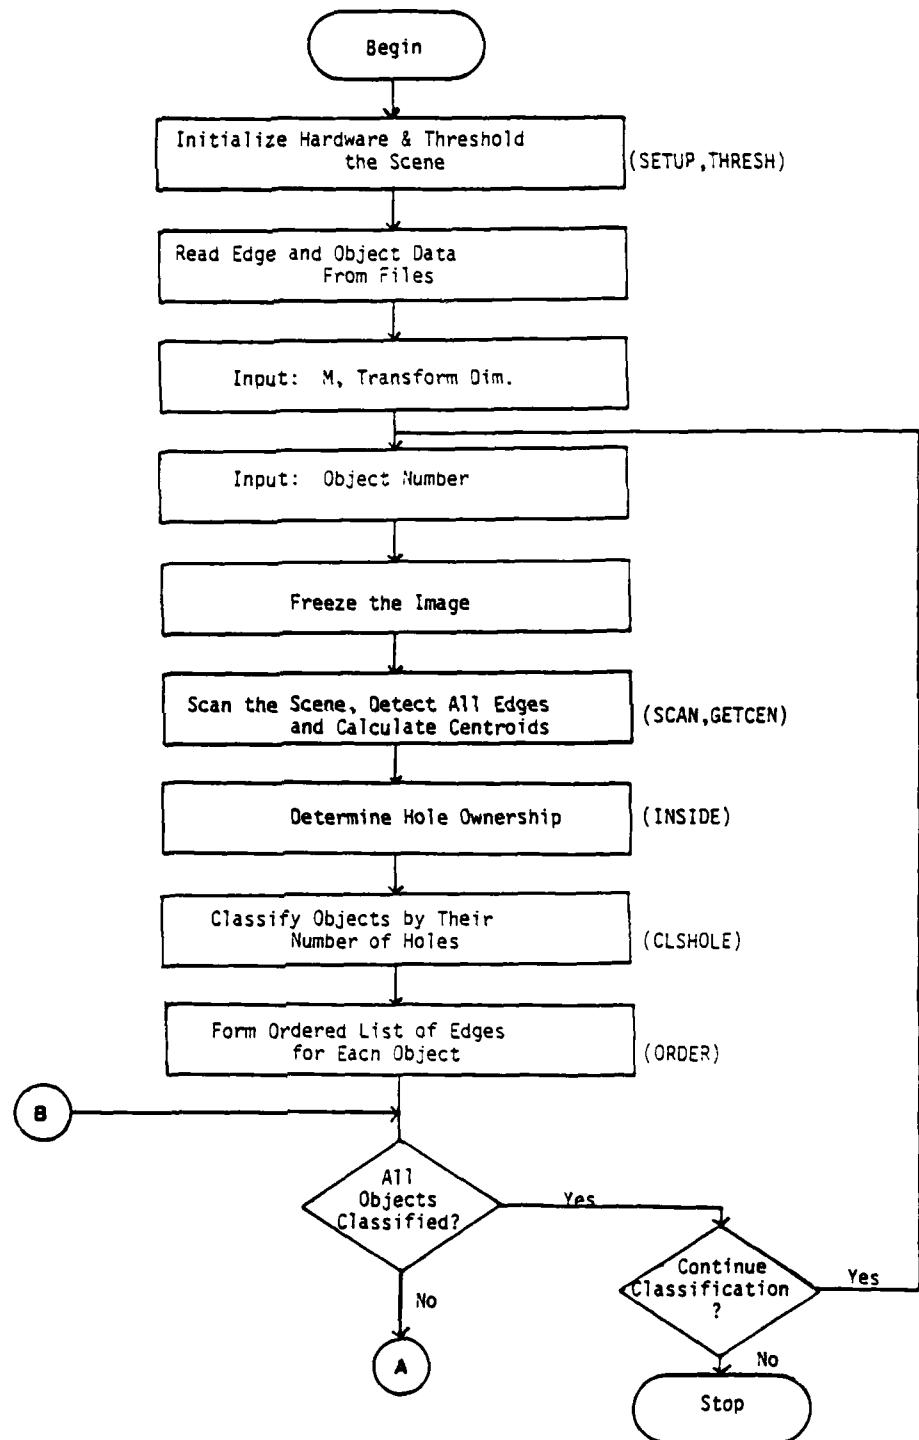 Begin
Initialize Hardware & Threshold
the Scene
(SETUP,THRESH)
Read Edge and Object Data
From Files
Input: M, Transform Dim.
Input: Object Number
Freeze the Image
Scan the Scene, Detect All Edges
and Calculate Centroids
(SCAN,GETCEN)
Determine Hole Ownership
(INSIDE)
Classify Objects by Their
Number of Holes
(CLSHOLE)
Form Ordered List of Edges
for Each Object
(ORDER)
B
All
Objects
Classified?
Yes
Continue
Classification
?
Yes
No
A
No
Stop